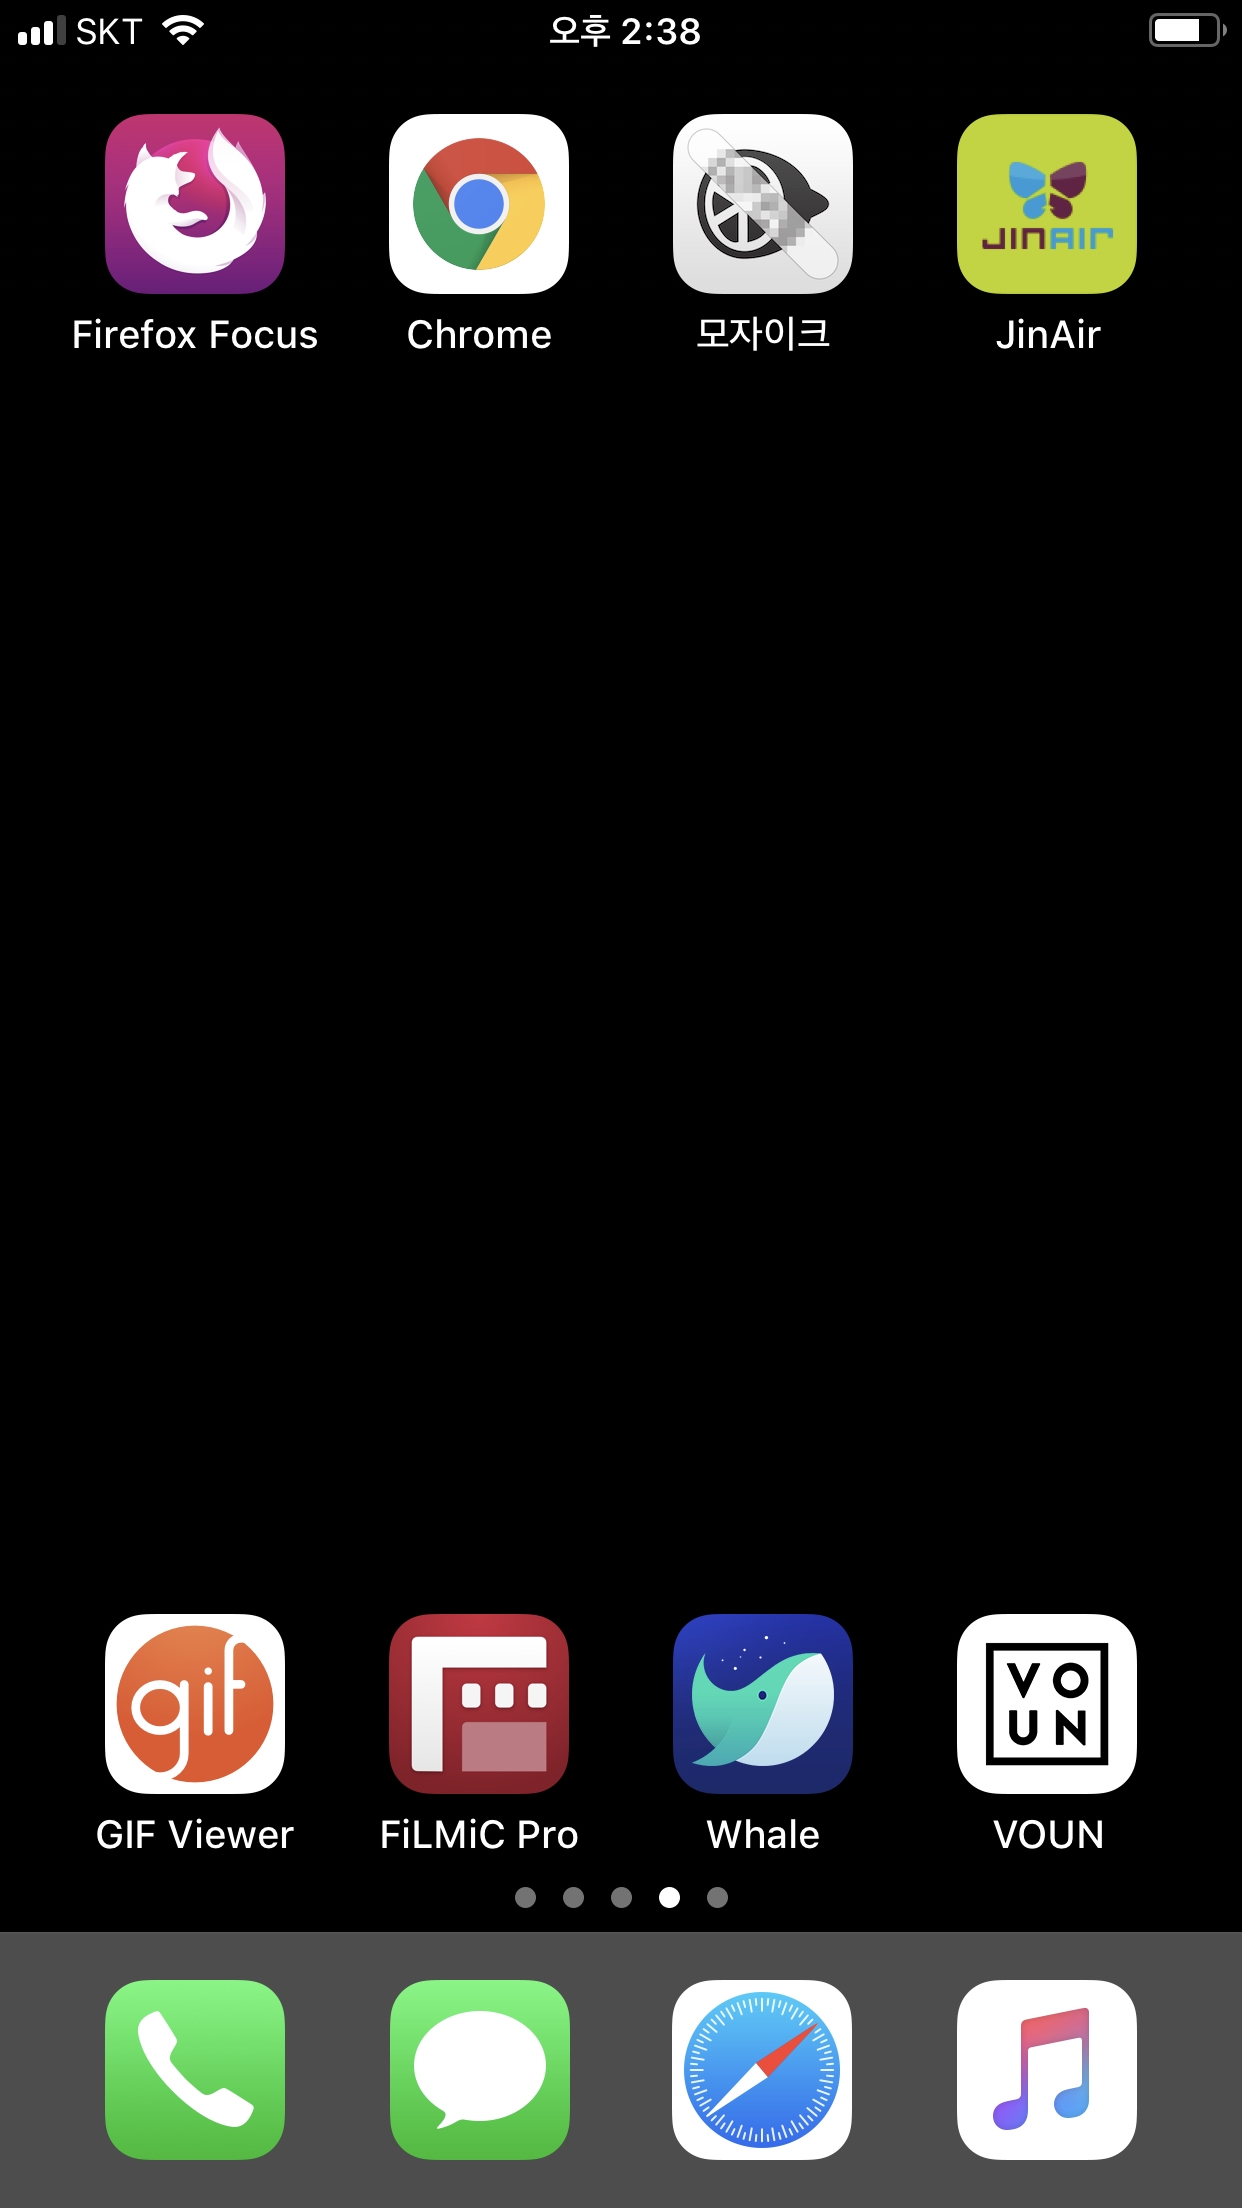 SKT 오후 2:38
JINAIR
Firefox Focus Chrome 모자이크 JinAir
gif VO
UN
GIF Viewer FiLMiC Pro Whale VOUN